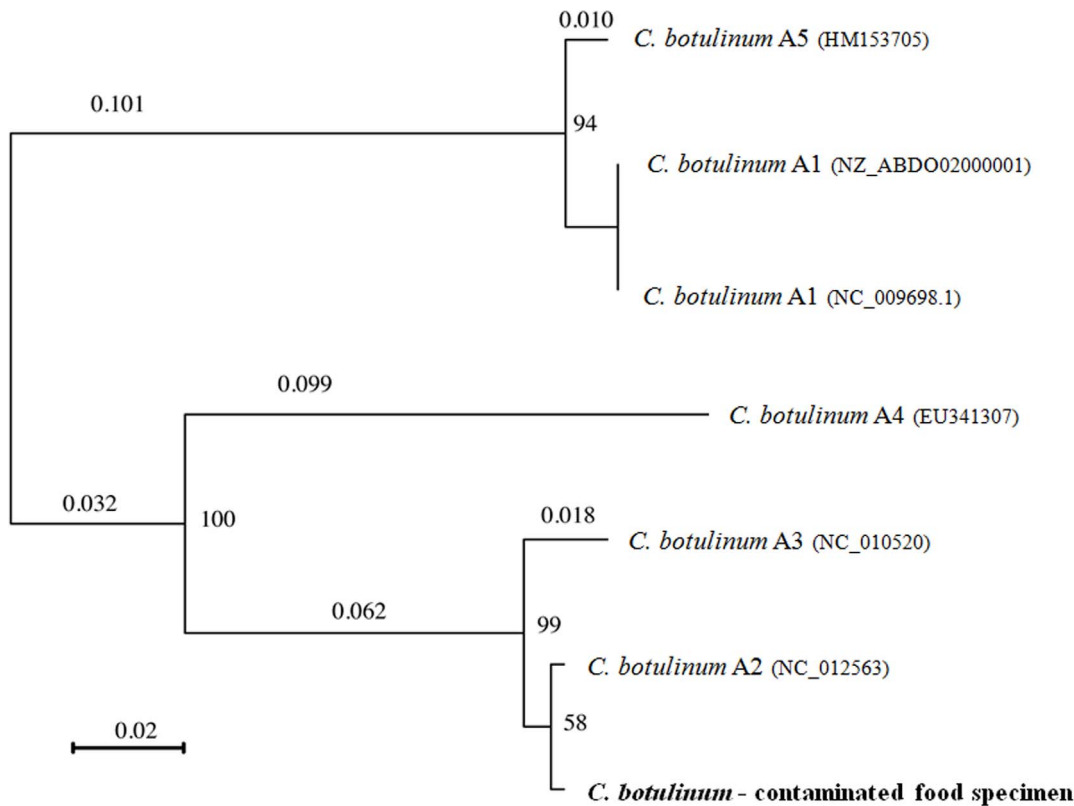 0.010
C. botulinum A5 (HM153705)
0.101
94
C. botulinum A1 (NZ_ABDO02000001)
C. botulinum A1 (NC_009698.1)
0.099
C. botulinum A4 (EU341307)
0.032
100
0.018
C. botulinum A3 (NC_010520)
0.062
99
C. botulinum A2 (NC_012563)
58
0.02
C. botulinum - contaminated food specimen